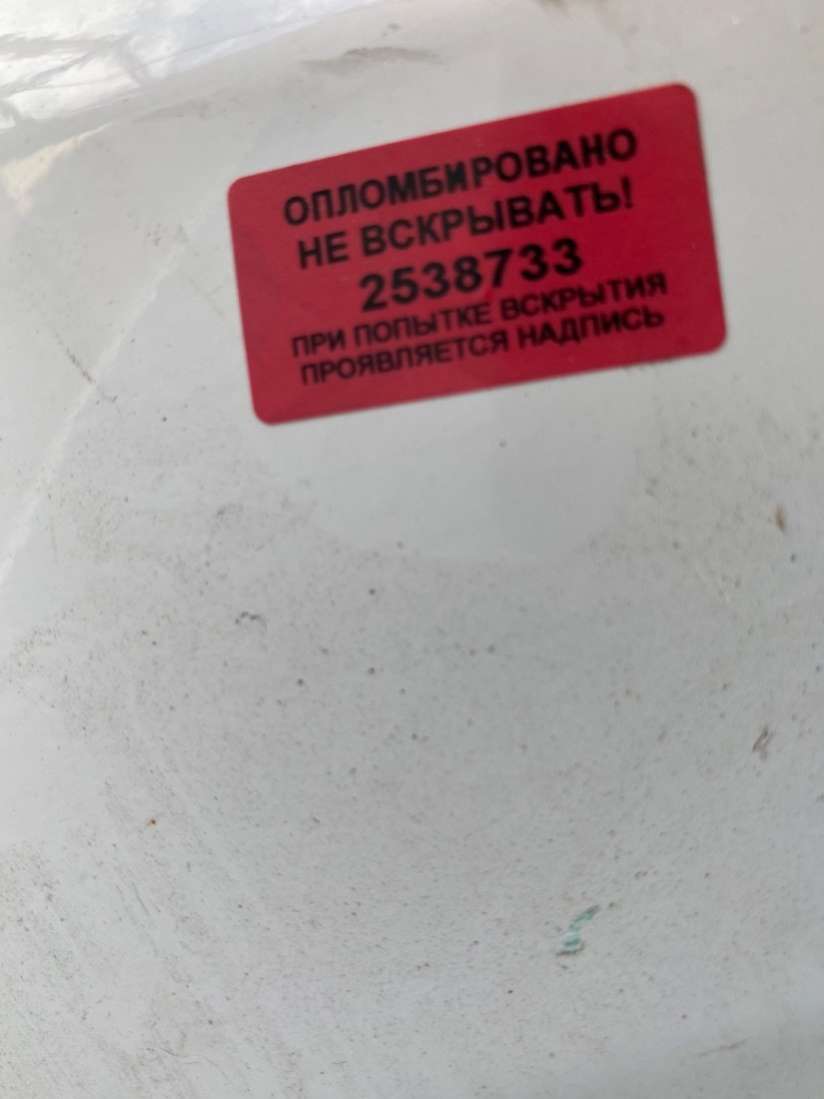 ОПЛОМБИРОВАНО
НЕ ВСКРЫВАТЬ!
2538733
ПРИ ПОПЫТКЕ ВСКРЫТИЯ
ПРОЯВЛЯЕТСЯ НАДПИСЬ